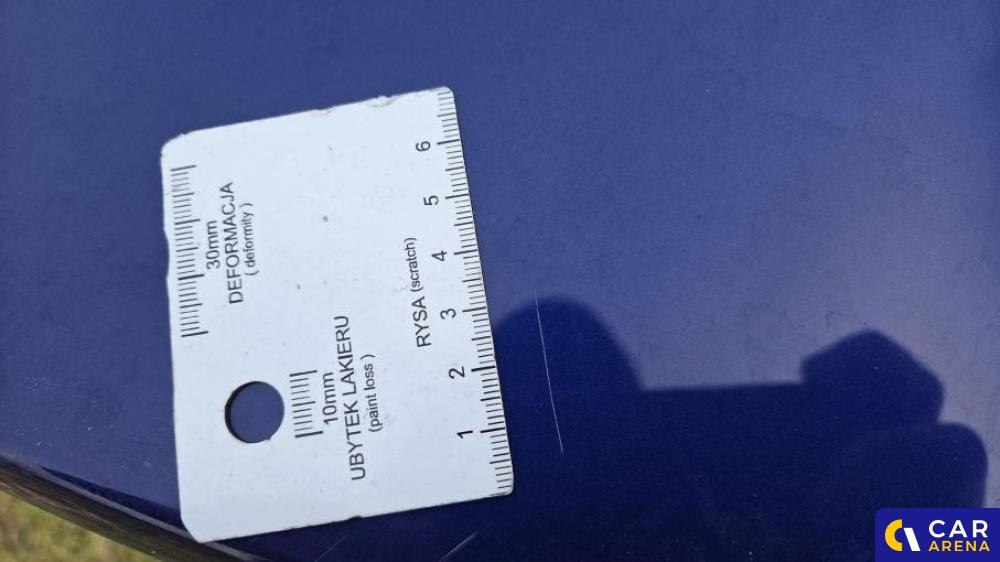 30mm
DEFORMACJA
( deformity )
10mm
UBYTEK LAKIERU
(paint loss )
RYSA (scratch)
1 2 3 4 5 6
CAR
ARENA